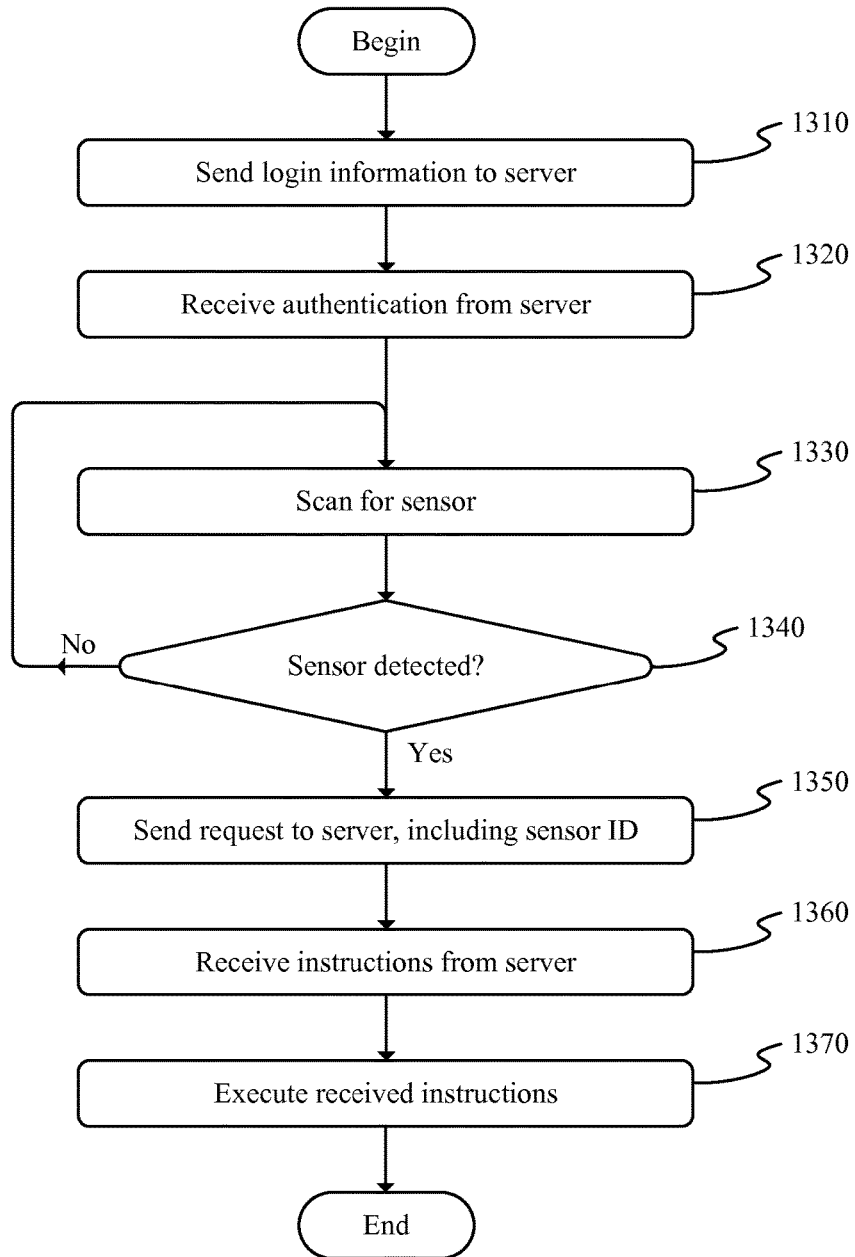 Begin
1310
Send login information to server
1320
Receive authentication from server
1330
Scan for sensor
1340
No
Sensor detected?
Yes
1350
Send request to server, including sensor ID
1360
Receive instructions from server
1370
Execute received instructions
End